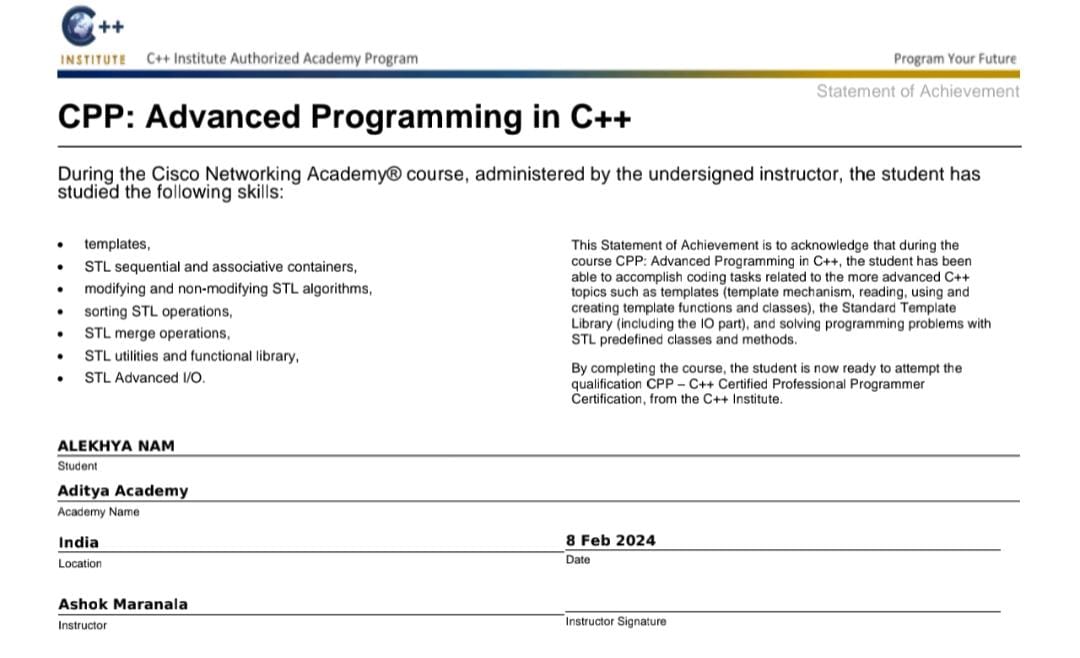 C++
INSTITUTE C++ Institute Authorized Academy Program Program Your Future
Statement of Achievement
CPP: Advanced Programming in C++
During the Cisco Networking Academy® course, administered by the undersigned instructor, the student has
studied the following skills:
• templates,
• STL sequential and associative containers,
• modifying and non-modifying STL algorithms,
• sorting STL operations,
• STL merge operations,
• STL utilities and functional library,
• STL Advanced I/O.
This Statement of Achievement is to acknowledge that during the
course CPP: Advanced Programming in C++, the student has been
able to accomplish coding tasks related to the more advanced C++
topics such as templates (template mechanism, reading, using and
creating template functions and classes), the Standard Template
Library (including the IO part), and solving programming problems with
STL predefined classes and methods.
By completing the course, the student is now ready to attempt the
qualification CPP – C++ Certified Professional Programmer
Certification, from the C++ Institute.
ALEKHYA NAM
Student
Aditya Academy
Academy Name
India 8 Feb 2024
Location Date
Ashok Maranala
Instructor Instructor Signature